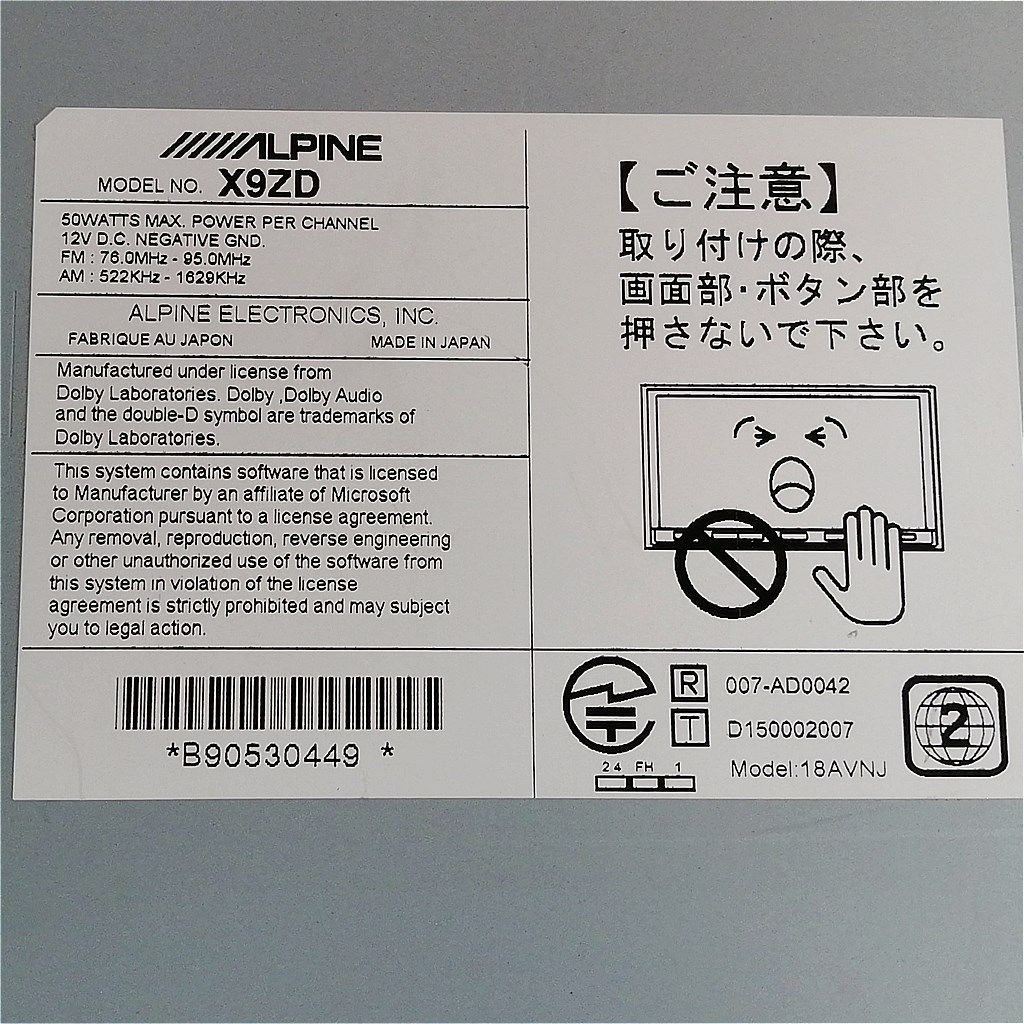 ALPINE
MODEL NO. X9ZD
50WATTS MAX. POWER PER CHANNEL
12V D.C. NEGATIVE GND.
FM : 76.0MHz - 95.0MHz
AM : 522KHz - 1629KHz
ALPINE ELECTRONICS, INC.
FABRIQUE AU JAPON MADE IN JAPAN
Manufactured under license from
Dolby Laboratories. Dolby ,Dolby Audio
and the double-D symbol are trademarks of
Dolby Laboratories.
This system contains software that is licensed
to Manufacturer by an affiliate of Microsoft
Corporation pursuant to a license agreement.
Any removal, reproduction, reverse engineering
or other unauthorized use of the software from
this system in violation of the license
agreement is strictly prohibited and may subject
you to legal action.
*B90530449 *
【ご注意】
取り付けの際、
画面部・ボタン部を
押さないで下さい。
R 007-AD0042
T D150002007
24 FH 1
Model:18AVNJ
2